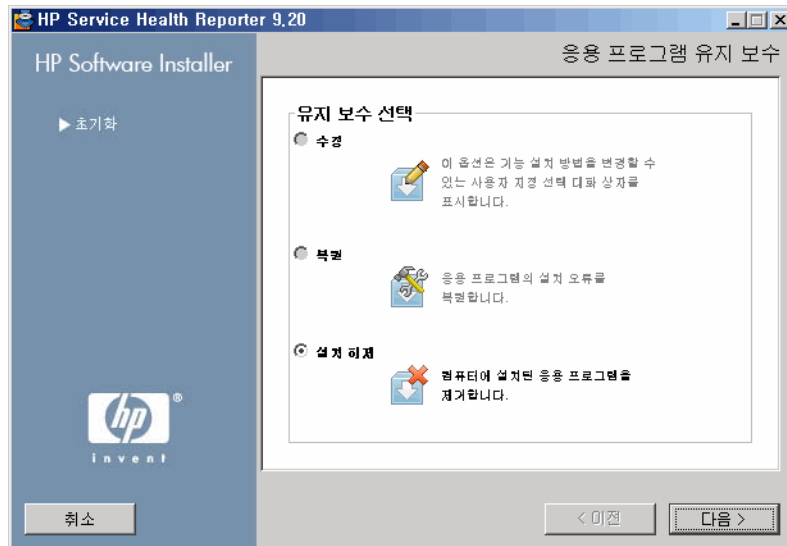 HP Service Health Reporter 9.20
HP Software Installer
응용 프로그램 유지 보수
▶ 초기화
유지 보수 선택
수정
이 옵션은 기능 설치 방법을 변경할 수
있는 사용자 지정 선택 대화 상자를
표시합니다.
복원
응용 프로그램의 설치 오류를
복원합니다.
설치 해제
컴퓨터에 설치된 응용 프로그램을
제거합니다.
hp
®
invent
취소
< 이전
다음 >